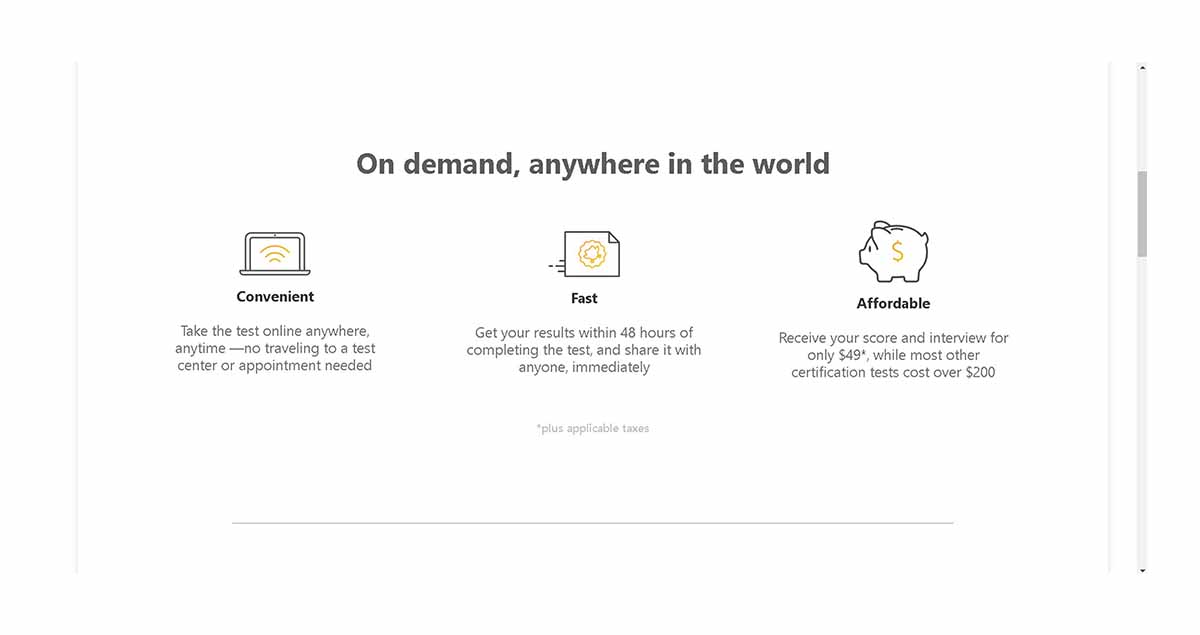 On demand, anywhere in the world
Convenient
Take the test online anywhere,
anytime —no traveling to a test
center or appointment needed
Fast
Get your results within 48 hours of
completing the test, and share it with
anyone, immediately
$
Affordable
Receive your score and interview for
only $49*, while most other
certification tests cost over $200
*plus applicable taxes